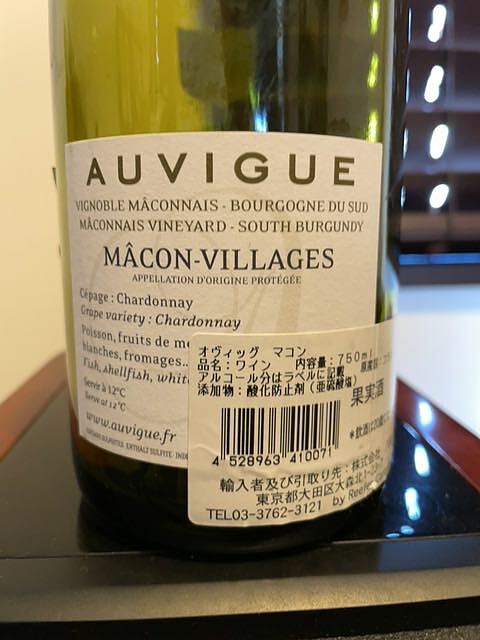 AUVIGUE
VIGNOBLE MÂCONNAIS - BOURGOGNE DU SUD
MÂCONNAIS VINEYARD - SOUTH BURGUNDY
MÂCON-VILLAGES
APPELLATION D'ORIGINE PROTÉGÉE
Cépage : Chardonnay
Grape variety : Chardonnay
Poisson, fruits de
blanches, fromages...
Fish, shellfish,
Servir à 12°C
Serve at 12°C
www.auvigue.fr
オヴィッグ マコン
品名：ワイン 内容量：750ml
アルコール分はラベルに記載
添加物：酸化防止剤（亜硫酸塩）
果実酒
4 528963 410071
輸入者及び引取り先：株式会社
東京都大田区大森北1-
TEL03-3762-3121 by